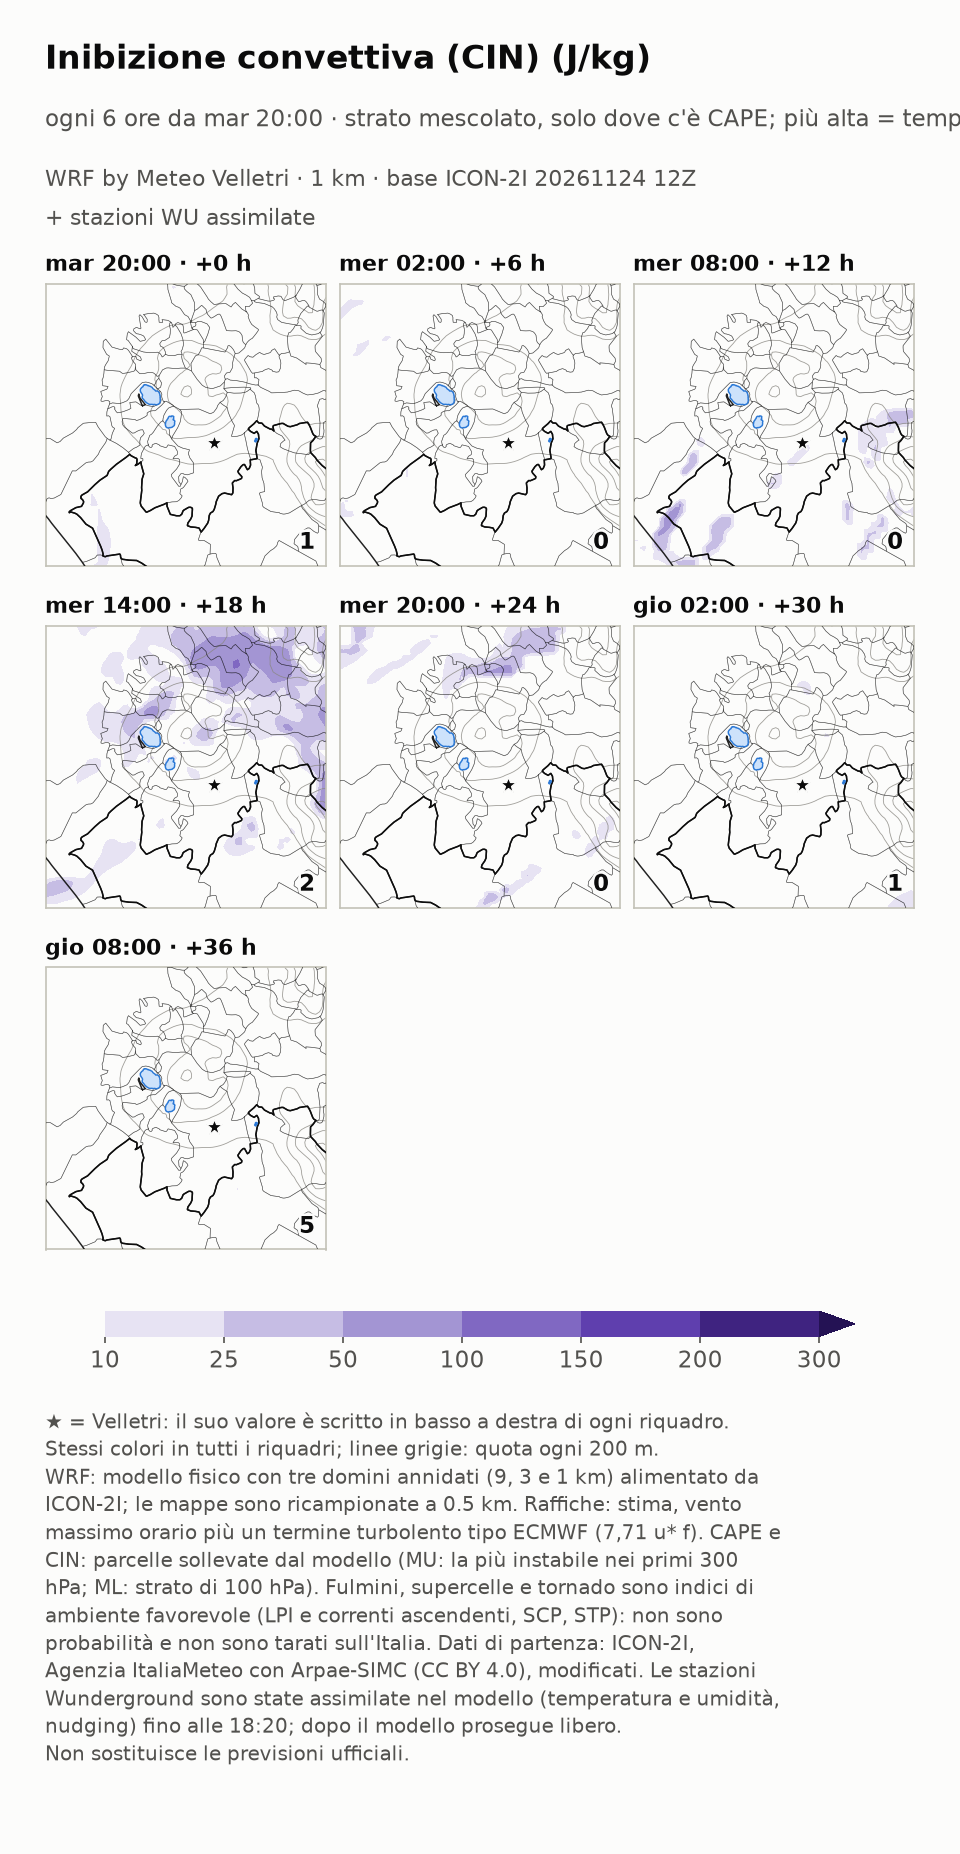 Inibizione convettiva (CIN) (J/kg)
ogni 6 ore da mar 20:00 · strato mescolato, solo dove c'è CAPE; più alta = temp
WRF by Meteo Velletri · 1 km · base ICON-2I 20261124 12Z
+ stazioni WU assimilate
mar 20:00 · +0 h
mer 02:00 · +6 h
mer 08:00 · +12 h
1
0
0
mer 14:00 · +18 h
mer 20:00 · +24 h
gio 02:00 · +30 h
2
0
1
gio 08:00 · +36 h
5
10 25 50 100 150 200 300
★ = Velletri: il suo valore è scritto in basso a destra di ogni riquadro.
Stessi colori in tutti i riquadri; linee grigie: quota ogni 200 m.
WRF: modello fisico con tre domini annidati (9, 3 e 1 km) alimentato da
ICON-2I; le mappe sono ricampionate a 0.5 km. Raffiche: stima, vento
massimo orario più un termine turbolento tipo ECMWF (7,71 u* f). CAPE e
CIN: parcelle sollevate dal modello (MU: la più instabile nei primi 300
hPa; ML: strato di 100 hPa). Fulmini, supercelle e tornado sono indici di
ambiente favorevole (LPI e correnti ascendenti, SCP, STP): non sono
probabilità e non sono tarati sull'Italia. Dati di partenza: ICON-2I,
Agenzia ItaliaMeteo con Arpae-SIMC (CC BY 4.0), modificati. Le stazioni
Wunderground sono state assimilate nel modello (temperatura e umidità,
nudging) fino alle 18:20; dopo il modello prosegue libero.
Non sostituisce le previsioni ufficiali.